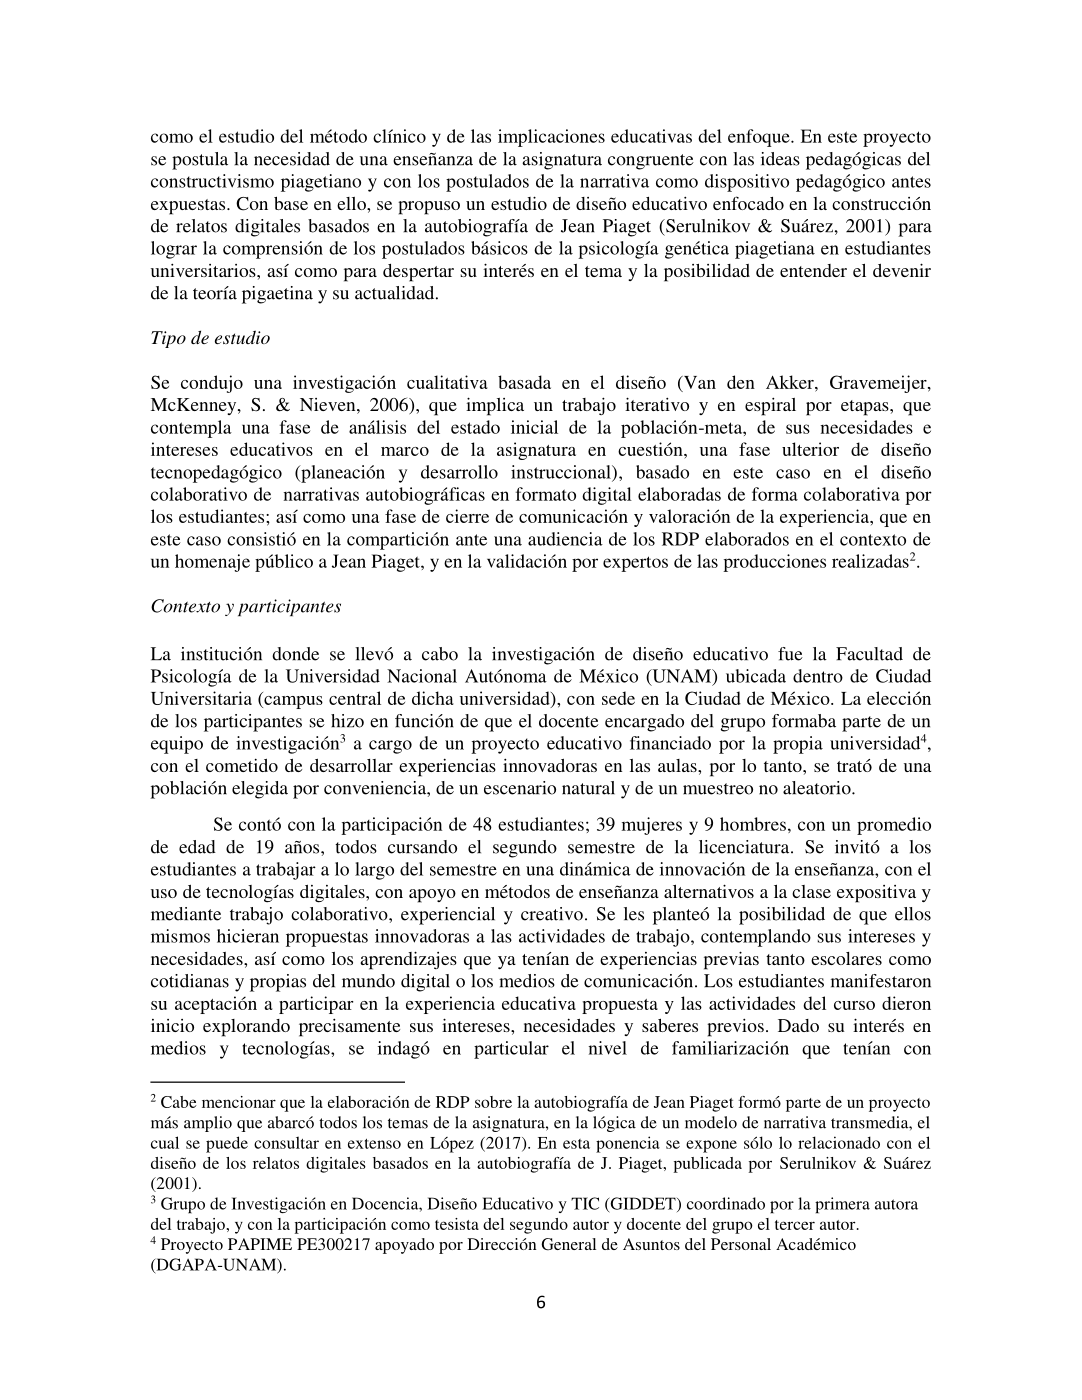 como el estudio del método clínico y de las implicaciones educativas del enfoque. En este proyecto
se postula la necesidad de una enseñanza de la asignatura congruente con las ideas pedagógicas del
constructivismo piagetiano y con los postulados de la narrativa como dispositivo pedagógico antes
expuestas. Con base en ello, se propuso un estudio de diseño educativo enfocado en la construcción
de relatos digitales basados en la autobiografía de Jean Piaget (Serulnikov & Suárez, 2001) para
lograr la comprensión de los postulados básicos de la psicología genética piagetiana en estudiantes
universitarios, así como para despertar su interés en el tema y la posibilidad de entender el devenir
de la teoría pigaetina y su actualidad.
Tipo de estudio
Se condujo una investigación cualitativa basada en el diseño (Van den Akker, Gravemeijer,
McKenney, S. & Nieven, 2006), que implica un trabajo iterativo y en espiral por etapas, que
contempla una fase de análisis del estado inicial de la población-meta, de sus necesidades e
intereses educativos en el marco de la asignatura en cuestión, una fase ulterior de diseño
tecnopedagógico (planeación y desarrollo instruccional), basado en este caso en el diseño
colaborativo de narrativas autobiográficas en formato digital elaboradas de forma colaborativa por
los estudiantes; así como una fase de cierre de comunicación y valoración de la experiencia, que en
este caso consistió en la compartición ante una audiencia de los RDP elaborados en el contexto de
un homenaje público a Jean Piaget, y en la validación por expertos de las producciones realizadas2.
Contexto y participantes
La institución donde se llevó a cabo la investigación de diseño educativo fue la Facultad de
Psicología de la Universidad Nacional Autónoma de México (UNAM) ubicada dentro de Ciudad
Universitaria (campus central de dicha universidad), con sede en la Ciudad de México. La elección
de los participantes se hizo en función de que el docente encargado del grupo formaba parte de un
equipo de investigación3 a cargo de un proyecto educativo financiado por la propia universidad4,
con el cometido de desarrollar experiencias innovadoras en las aulas, por lo tanto, se trató de una
población elegida por conveniencia, de un escenario natural y de un muestreo no aleatorio.
Se contó con la participación de 48 estudiantes; 39 mujeres y 9 hombres, con un promedio
de edad de 19 años, todos cursando el segundo semestre de la licenciatura. Se invitó a los
estudiantes a trabajar a lo largo del semestre en una dinámica de innovación de la enseñanza, con el
uso de tecnologías digitales, con apoyo en métodos de enseñanza alternativos a la clase expositiva y
mediante trabajo colaborativo, experiencial y creativo. Se les planteó la posibilidad de que ellos
mismos hicieran propuestas innovadoras a las actividades de trabajo, contemplando sus intereses y
necesidades, así como los aprendizajes que ya tenían de experiencias previas tanto escolares como
cotidianas y propias del mundo digital o los medios de comunicación. Los estudiantes manifestaron
su aceptación a participar en la experiencia educativa propuesta y las actividades del curso dieron
inicio explorando precisamente sus intereses, necesidades y saberes previos. Dado su interés en
medios y tecnologías, se indagó en particular el nivel de familiarización que tenían con
2 Cabe mencionar que la elaboración de RDP sobre la autobiografía de Jean Piaget formó parte de un proyecto
más amplio que abarcó todos los temas de la asignatura, en la lógica de un modelo de narrativa transmedia, el
cual se puede consultar en extenso en López (2017). En esta ponencia se expone sólo lo relacionado con el
diseño de los relatos digitales basados en la autobiografía de J. Piaget, publicada por Serulnikov & Suárez
(2001).
3 Grupo de Investigación en Docencia, Diseño Educativo y TIC (GIDDET) coordinado por la primera autora
del trabajo, y con la participación como tesista del segundo autor y docente del grupo el tercer autor.
4 Proyecto PAPIME PE300217 apoyado por Dirección General de Asuntos del Personal Académico
(DGAPA-UNAM).
6